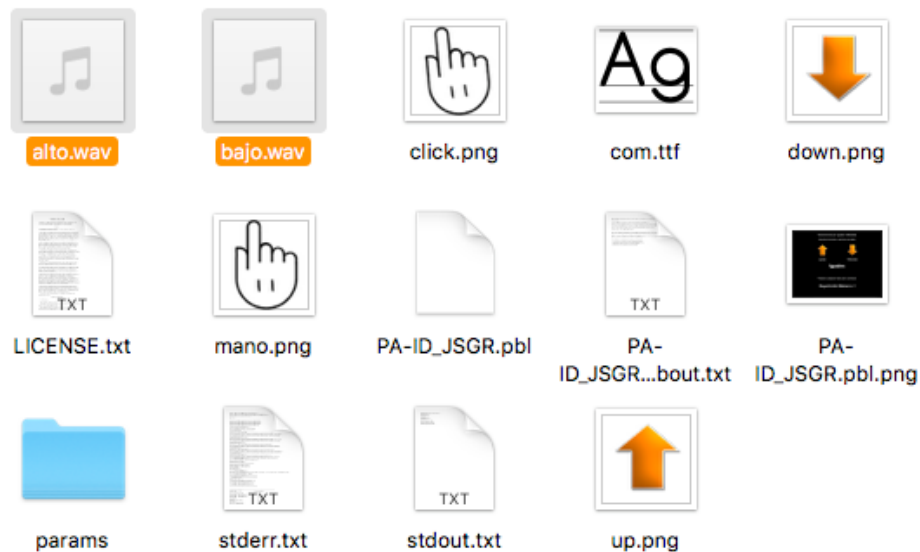 alto.wav
bajo.wav
click.png
Ag
com.ttf
down.png
TXT
LICENSE.txt
mano.png
PA-ID_JSGR.pbl
TXT
PA-
ID_JSGR...bout.txt
PA-
ID_JSGR.pbl.png
params
TXT
stderr.txt
TXT
stdout.txt
up.png